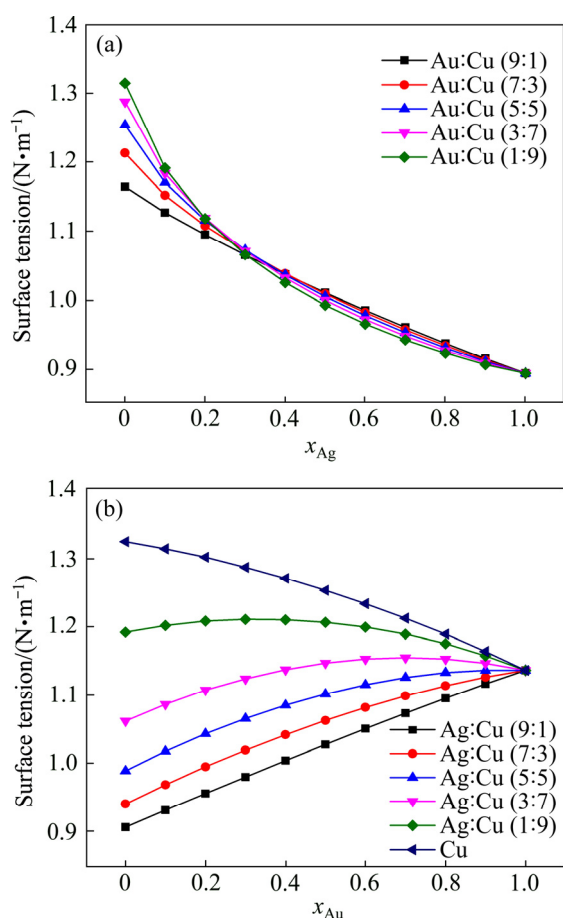 (a)
1.4
1.3
1.2
1.1
1.0
0.9
Surface tension/(N•m⁻¹)
Au:Cu (9:1)
Au:Cu (7:3)
Au:Cu (5:5)
Au:Cu (3:7)
Au:Cu (1:9)
0 0.2 0.4 0.6 0.8 1.0
xAg
(b)
1.4
1.3
1.2
1.1
1.0
0.9
Surface tension/(N•m⁻¹)
Ag:Cu (9:1)
Ag:Cu (7:3)
Ag:Cu (5:5)
Ag:Cu (3:7)
Ag:Cu (1:9)
Cu
0 0.2 0.4 0.6 0.8 1.0
xAu